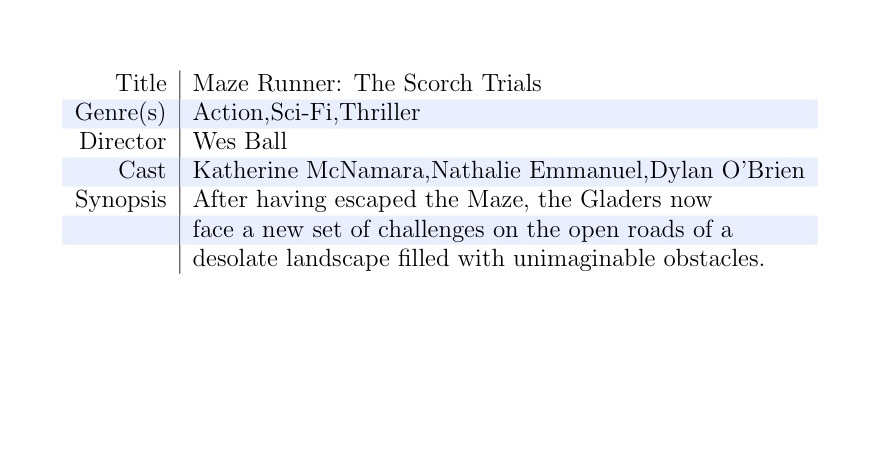 Title Maze Runner: The Scorch Trials
Genre(s) Action,Sci-Fi,Thriller
Director Wes Ball
Cast Katherine McNamara,Nathalie Emmanuel,Dylan O'Brien
Synopsis After having escaped the Maze, the Gladers now
face a new set of challenges on the open roads of a
desolate landscape filled with unimaginable obstacles.